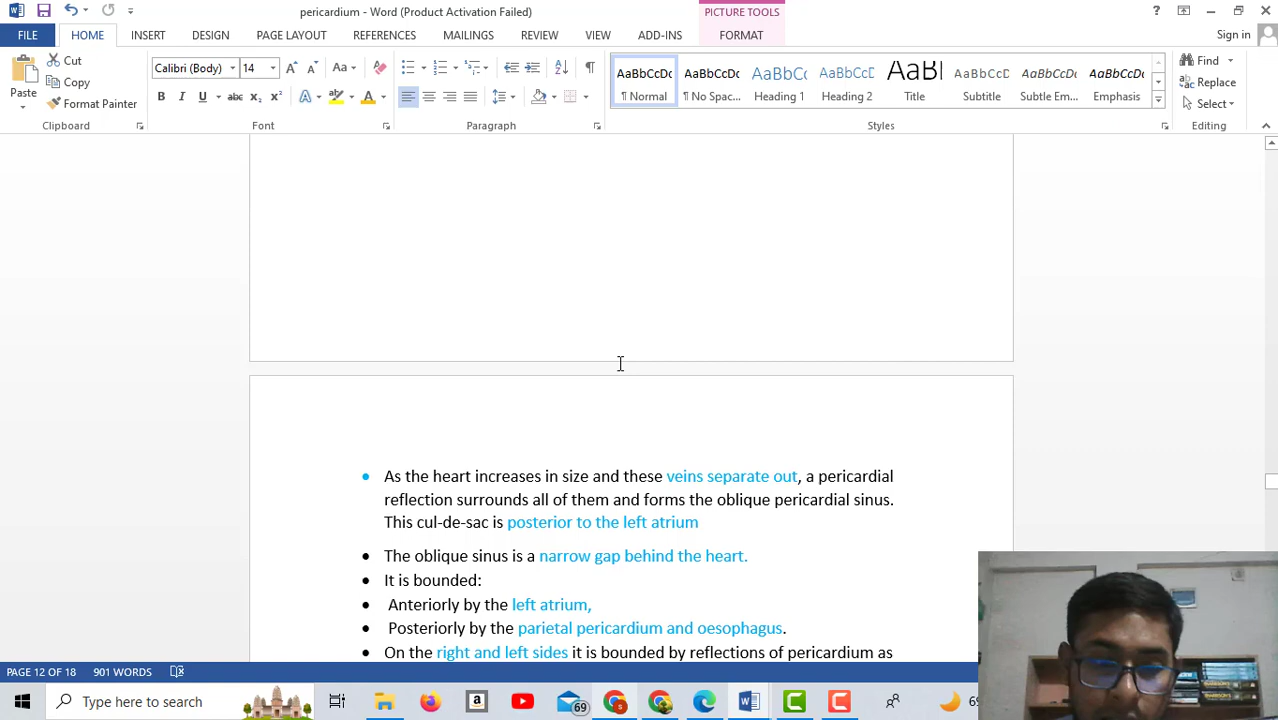 pericardium - Word (Product Activation Failed)
PICTURE TOOLS
?
FILE HOME INSERT DESIGN PAGE LAYOUT REFERENCES MAILINGS REVIEW VIEW ADD-INS FORMAT Sign in
Paste
Cut
Copy
Format Painter
Clipboard
Calibri (Body) 14
Font
Paragraph
AaBbCcDc AaBbCcDc AaBbCc AaBbCcD AaBl AaBbCcD AaBbCcDc AaBbCcDc
¶ Normal ¶ No Spac... Heading 1 Heading 2 Title Subtitle Subtle Em... Emphasis
Styles
Find
Replace
Select
Editing
• As the heart increases in size and these veins separate out, a pericardial
reflection surrounds all of them and forms the oblique pericardial sinus.
This cul-de-sac is posterior to the left atrium
• The oblique sinus is a narrow gap behind the heart.
• It is bounded:
• Anteriorly by the left atrium,
• Posteriorly by the parietal pericardium and oesophagus.
• On the right and left sides it is bounded by reflections of pericardium as
PAGE 12 OF 18 901 WORDS
Type here to search
69